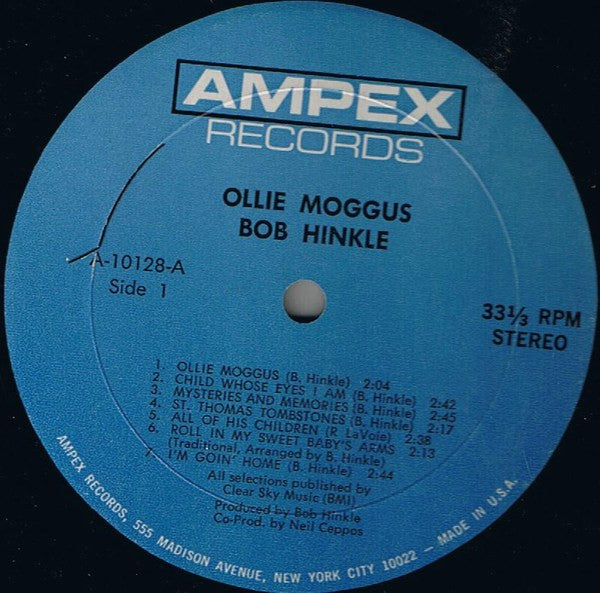 AMPEX
RECORDS
OLLIE MOGGUS
BOB HINKLE
A-10128-A
Side 1
33⅓ RPM
STEREO
1. OLLIE MOGGUS (B. Hinkle) 2:04
2. CHILD WHOSE EYES I AM (B. Hinkle) 2:42
3. MYSTERIES AND MEMORIES (B. Hinkle) 2:45
4. ST. THOMAS TOMBSTONES (B. Hinkle) 2:17
5. ALL OF HIS CHILDREN (R. LaVoie) 2:38
6. ROLL IN MY SWEET BABY'S ARMS 2:13
(Traditional, Arranged by B. Hinkle)
7. I'M GOIN' HOME (B. Hinkle) 2:44
All selections published by
Clear Sky Music (BMI)
Produced by Bob Hinkle
Co-Prod. by Neil Ceppos
AMPEX RECORDS, 555 MADISON AVENUE, NEW YORK CITY 10022 – MADE IN U.S.A.